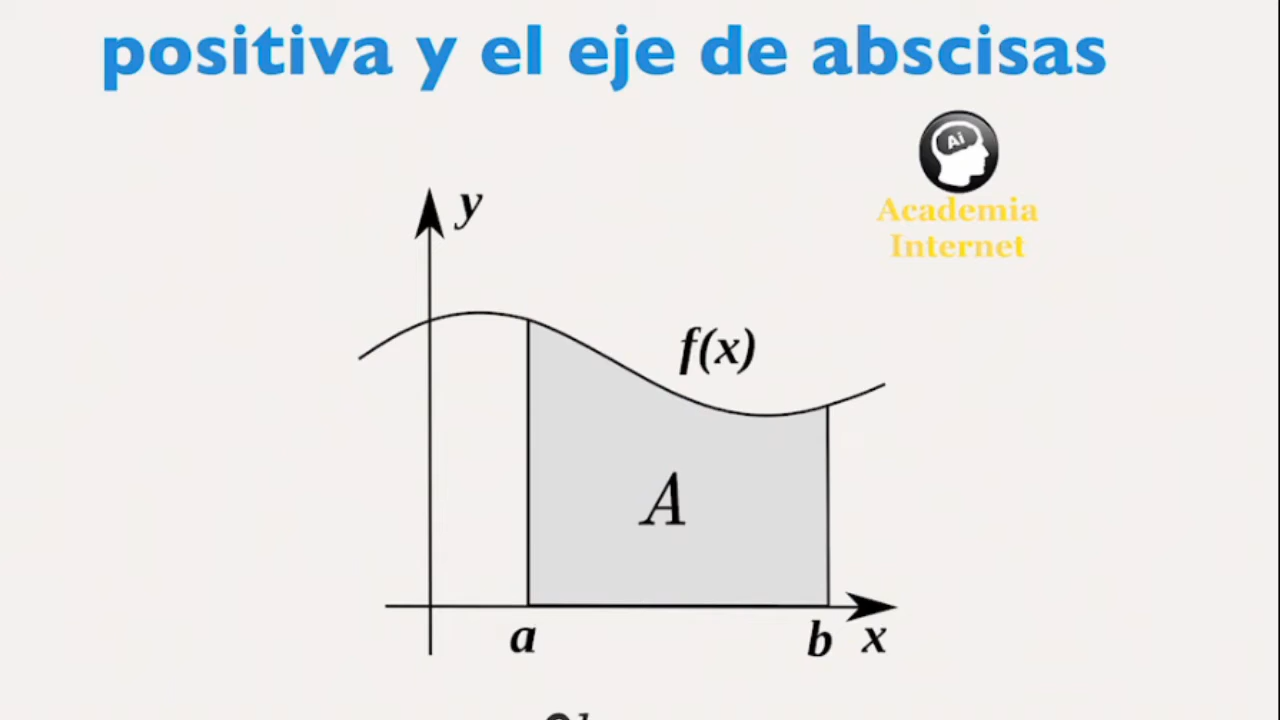 positiva y el eje de abscisas
Ai
Academia
Internet
y
f(x)
A
a
b
x